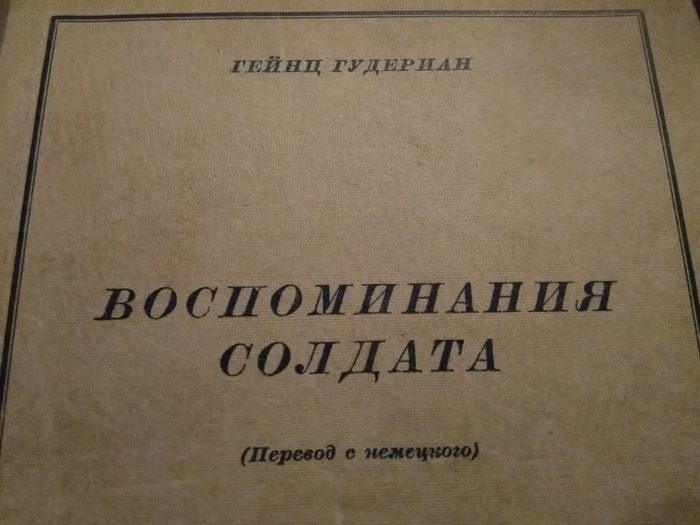 ГЕЙНЦ ГУДЕРИАН
ВОСПОМИНАНИЯ
СОЛДАТА
(Перевод с немецкого)